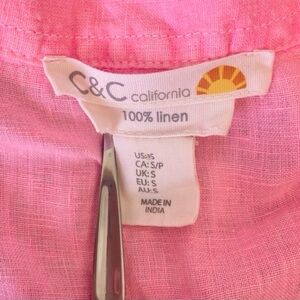 C&C california
100% linen
US:S
CA: S/P
UK: S
EU: S
AU: S
MADE IN
INDIA